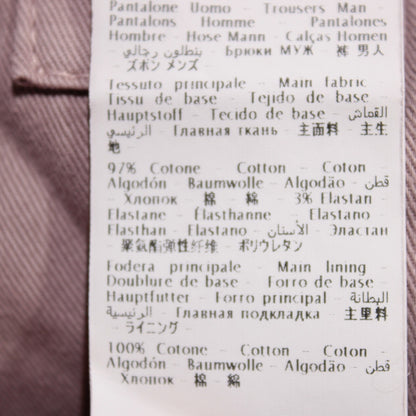 Pantalone Uomo - Trousers Man -
Pantalons Homme - Pantalones
Hombre - Hose Mann - Calças Homen
- بنطلون رجالي - Брюки МУЖ - 裤 男人
- ズボン メンズ -
Tessuto principale - Main fabric
Tissu de base - Tejido de base -
Hauptstoff - Tecido de base - القماش
الرئيسي - Главная ткань - 主面料 - 主生
地
97% Cotone - Cotton - Coton
Algodón - Baumwolle - Algodão - قطن
- Хлопок - 棉 - 綿 3% Elastan -
Elastane - Élasthanne - Elastano
Elasthan - Elastano - الأستان - Эластан
- 聚氨酯弹性纤维 - ポリウレタン
Fodera principale - Main lining -
Doublure de base - Forro de base -
Hauptfutter - Forro principal - البطانة
الرئيسية - Главная подкладка - 主里料
- ライニング -
100% Cotone - Cotton - Coton -
Algodón - Baumwolle - Algodão - قطن
- Хлопок - 棉 - 綿